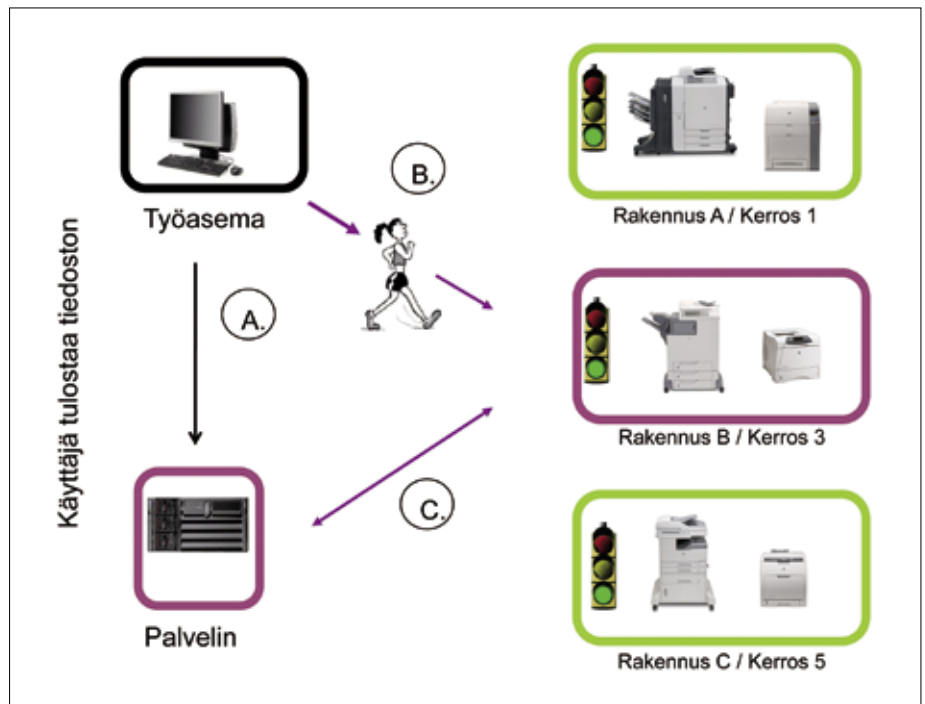 Käyttäjä tulostaa tiedoston
Työasema
A.
B.
C.
Palvelin
Rakennus A / Kerros 1
Rakennus B / Kerros 3
Rakennus C / Kerros 5